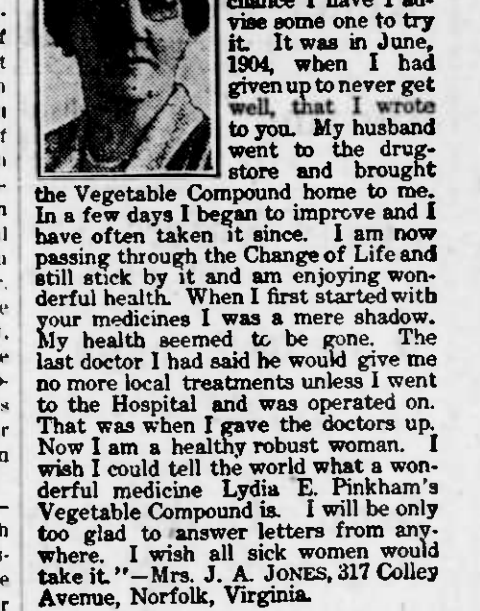 chance I have I ad-
vise some one to try
it. It was in June,
1904, when I had
given up to never get
well, that I wrote
to you. My husband
went to the drug-
store and brought
the Vegetable Compound home to me.
In a few days I began to improve and I
have often taken it since. I am now
passing through the Change of Life and
still stick by it and am enjoying won-
derful health. When I first started with
your medicines I was a mere shadow.
My health seemed to be gone. The
last doctor I had said he would give me
no more local treatments unless I went
to the Hospital and was operated on.
That was when I gave the doctors up.
Now I am a healthy robust woman. I
wish I could tell the world what a won-
derful medicine Lydia E. Pinkham's
Vegetable Compound is. I will be only
too glad to answer letters from any-
where. I wish all sick women would
take it."—Mrs. J. A. JONES, 317 Colley
Avenue, Norfolk, Virginia.